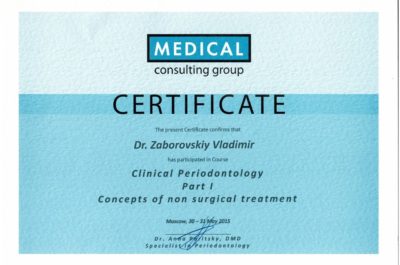 MEDICAL
consulting group
CERTIFICATE
The present Certificate confirms that
Dr. Zaborovskiy Vladimir
has participated in Course
Clinical Periodontology
Part I
Concepts of non surgical treatment
Moscow, 30 – 31 May 2015
Dr. Anna , DMD
Specialist in Periodontology